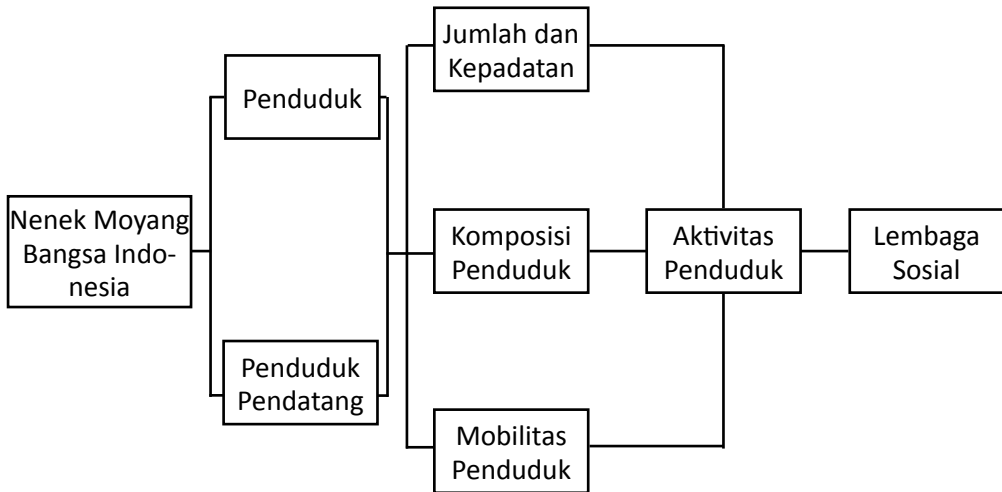 Nenek Moyang
Bangsa Indo-
nesia
Penduduk
Penduduk
Pendatang
Jumlah dan
Kepadatan
Komposisi
Penduduk
Mobilitas
Penduduk
Aktivitas
Penduduk
Lembaga
Sosial